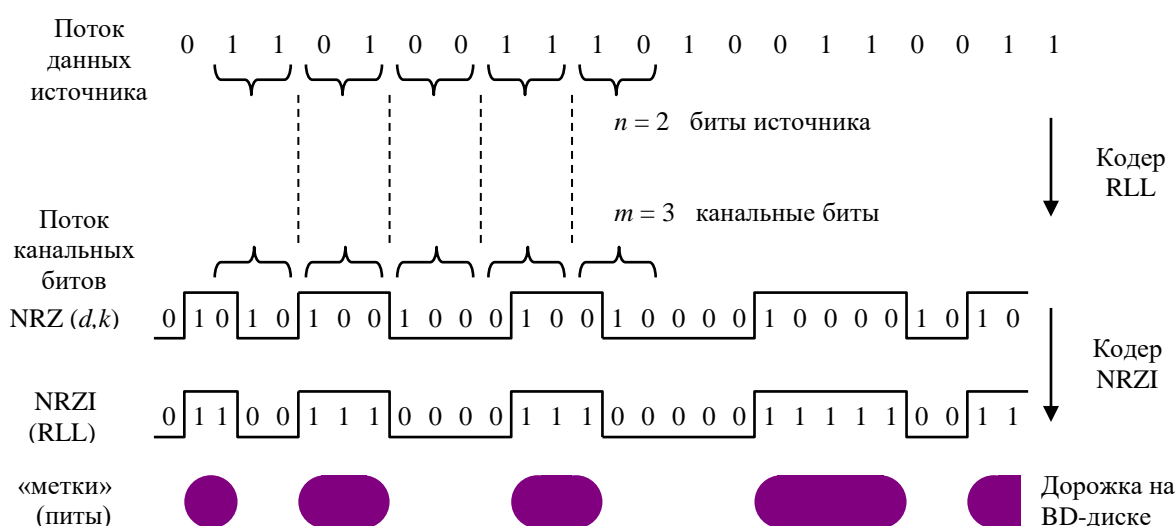 Поток
данных
источника
0 1 1 0 1 0 0 1 1 1 0 1 0 0 1 1 0 0 1 1
n = 2 биты источника
Кодер
RLL
m = 3 канальные биты
Поток
канальных
битов
NRZ (d,k)
0 1 0 1 0 1 0 0 1 0 0 0 1 0 0 1 0 0 0 0 1 0 0 0 0 1 0 1 0
Кодер
NRZI
NRZI
(RLL)
0 1 1 0 0 1 1 1 0 0 0 0 1 1 1 0 0 0 0 0 1 1 1 1 1 0 0 1 1
«метки»
(питы)
Дорожка на
BD-диске